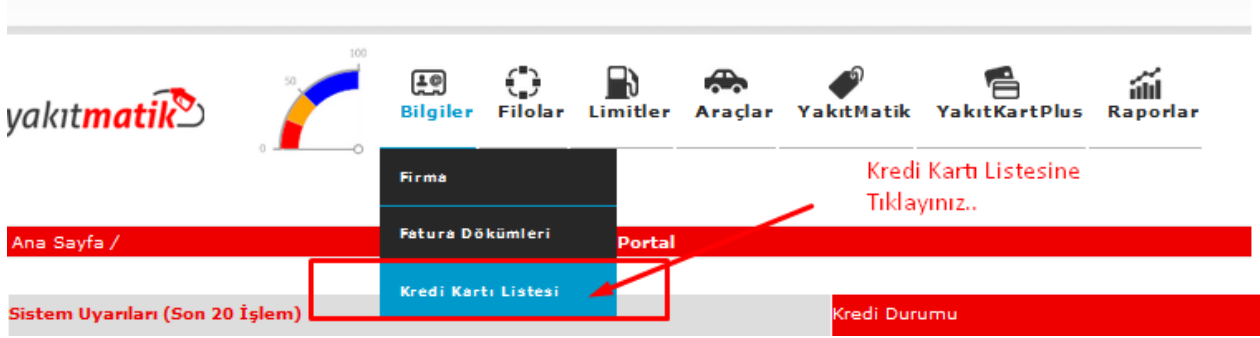 yakıtmatik
100
50
0
Bilgiler Filolar Limitler Araçlar YakıtMatik YakıtKartPlus Raporlar
Firma
Kredi Kartı Listesine
Tıklayınız..
Fatura Dökümleri
Ana Sayfa / Portal
Kredi Kartı Listesi
Sistem Uyarıları (Son 20 İşlem) Kredi Durumu